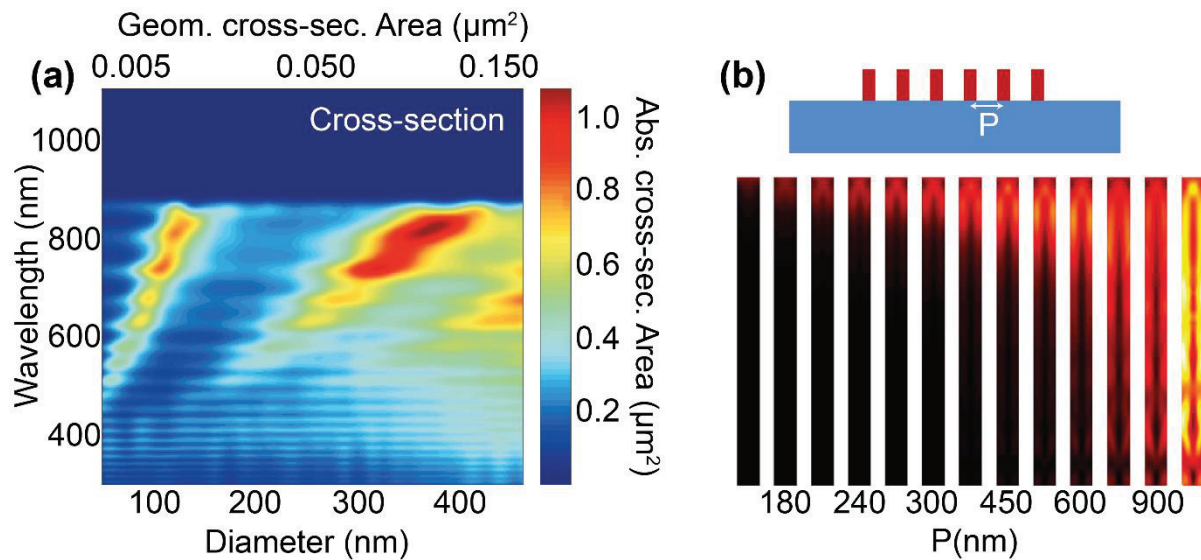 Geom. cross-sec. Area (μm²)
0.005 0.050 0.150
(a)
Cross-section
1000
800
600
400
Wavelength (nm)
100 200 300 400
Diameter (nm)
1.0
0.8
0.6
0.4
0.2
Abs. cross-sec. Area (μm²)
(b)
P
180 240 300 450 600 900
P(nm)